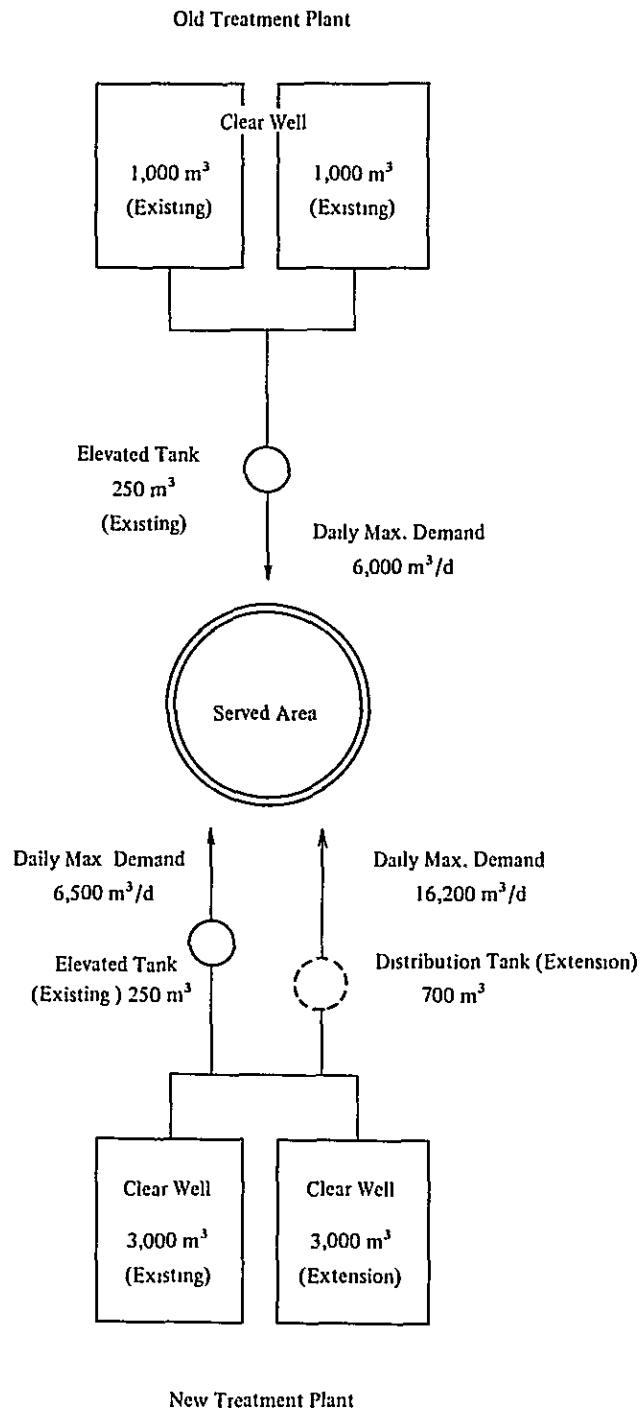 Old Treatment Plant
Clear Well
1,000 m³
(Existing)
1,000 m³
(Existing)
Elevated Tank
250 m³
(Existing)
Daily Max. Demand
6,000 m³/d
Served Area
Daily Max Demand
6,500 m³/d
Daily Max. Demand
16,200 m³/d
Elevated Tank
(Existing) 250 m³
Distribution Tank (Extension)
700 m³
Clear Well
3,000 m³
(Existing)
Clear Well
3,000 m³
(Extension)
New Treatment Plant